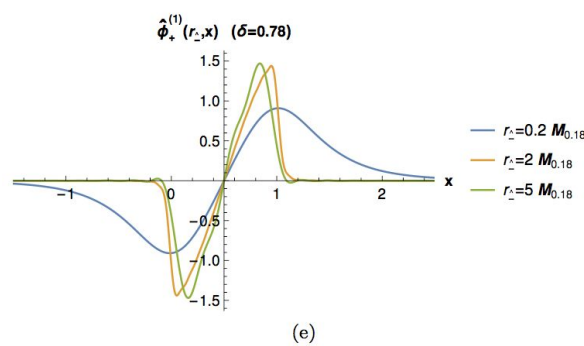 ϕ̂₊⁽¹⁾(r₋̂,x) (δ=0.78)
1.5
1.0
0.5
-1 0 1 2 x
-0.5
-1.0
-1.5
r₋̂=0.2 M₀.₁₈
r₋̂=2 M₀.₁₈
r₋̂=5 M₀.₁₈
(e)